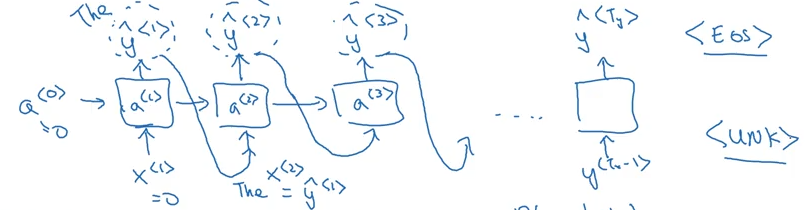 The
ŷ<1> ŷ<2> ŷ<3> ŷ<Ty> <EOS>
a<0> =0 a<1> a<2> a<3> .... <UNK>
x<1> =0 The x<2> = ŷ<1> y<Tx-1>